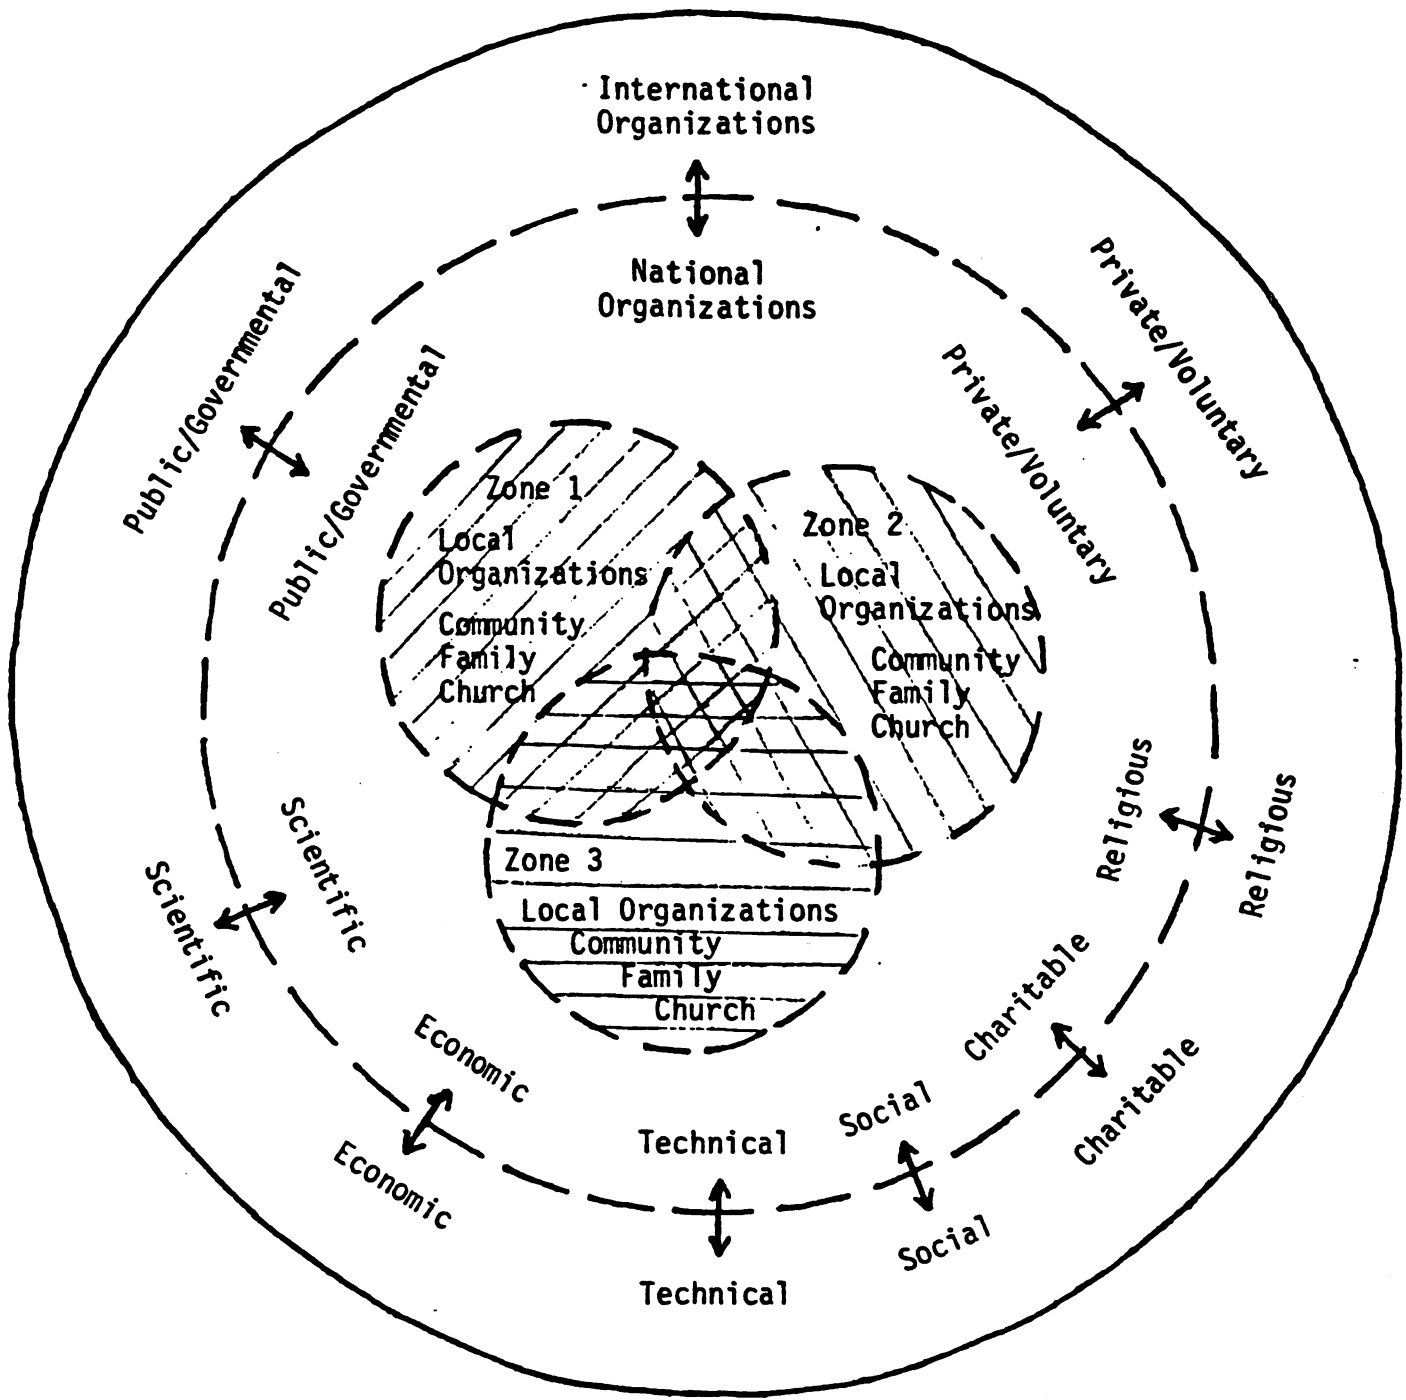 International
Organizations
National
Organizations
Public/Governmental
Public/Governmental
Private/Voluntary
Private/Voluntary
Zone 1
Local
Organizations
Community
Family
Church
Zone 2
Local
Organizations
Community
Family
Church
Zone 3
Local Organizations
Community
Family
Church
Religious
Religious
Scientific
Scientific
Charitable
Charitable
Economic
Economic
Social
Social
Technical
Technical